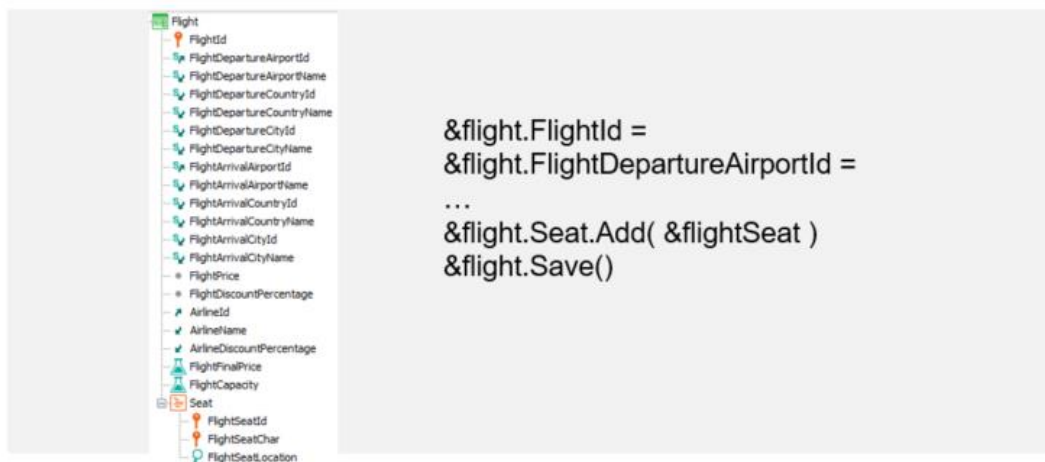 Flight
FlightId
FlightDepartureAirportId
FlightDepartureAirportName
FlightDepartureCountryId
FlightDepartureCountryName
FlightDepartureCityId
FlightDepartureCityName
FlightArrivalAirportId
FlightArrivalAirportName
FlightArrivalCountryId
FlightArrivalCountryName
FlightArrivalCityId
FlightArrivalCityName
FlightPrice
FlightDiscountPercentage
AirlineId
AirlineName
AirlineDiscountPercentage
FlightFinalPrice
FlightCapacity
Seat
FlightSeatId
FlightSeatChar
FlightSeatLocation
&flight.FlightId =
&flight.FlightDepartureAirportId =
...
&flight.Seat.Add( &flightSeat )
&flight.Save()